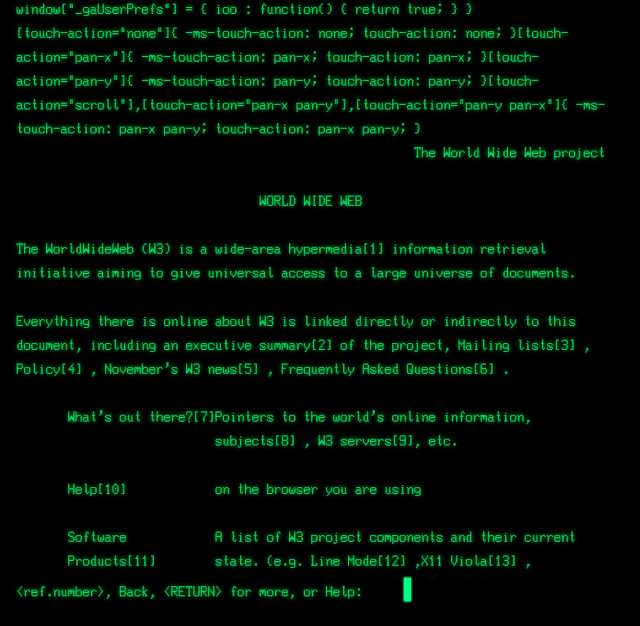 window["_gaUserPrefs"] = { ioo : function() { return true; } }
[touch-action="none"]{ -ms-touch-action: none; touch-action: none; }[touch-
action="pan-x"]{ -ms-touch-action: pan-x; touch-action: pan-x; }[touch-
action="pan-y"]{ -ms-touch-action: pan-y; touch-action: pan-y; }[touch-
action="scroll"],[touch-action="pan-x pan-y"],[touch-action="pan-y pan-x"]{ -ms-
touch-action: pan-x pan-y; touch-action: pan-x pan-y; }
The World Wide Web project
WORLD WIDE WEB
The WorldWideWeb (W3) is a wide-area hypermedia[1] information retrieval
initiative aiming to give universal access to a large universe of documents.
Everything there is online about W3 is linked directly or indirectly to this
document, including an executive summary[2] of the project, Mailing lists[3] ,
Policy[4] , November's W3 news[5] , Frequently Asked Questions[6] .
What's out there?[7]Pointers to the world's online information,
subjects[8] , W3 servers[9], etc.
Help[10] on the browser you are using
Software A list of W3 project components and their current
Products[11] state. (e.g. Line Mode[12] ,X11 Viola[13] ,
<ref.number>, Back, <RETURN> for more, or Help: